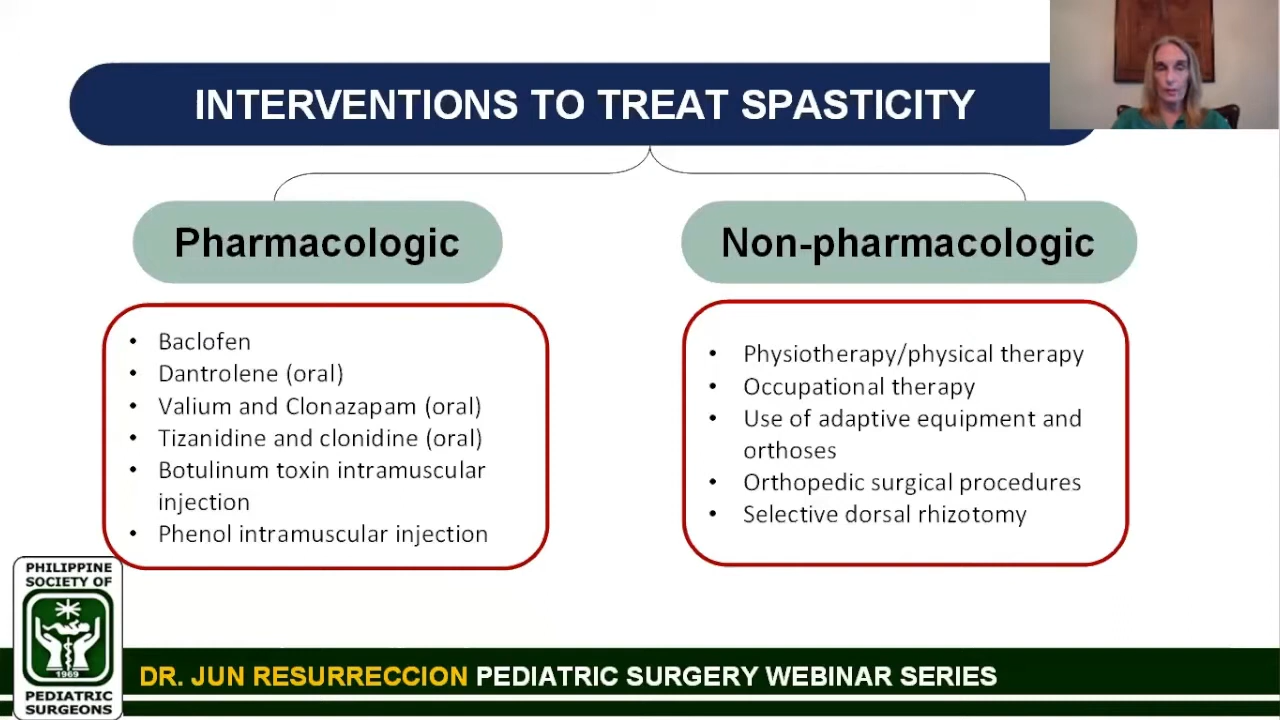 INTERVENTIONS TO TREAT SPASTICITY
Pharmacologic
• Baclofen
• Dantrolene (oral)
• Valium and Clonazapam (oral)
• Tizanidine and clonidine (oral)
• Botulinum toxin intramuscular
injection
• Phenol intramuscular injection
Non-pharmacologic
• Physiotherapy/physical therapy
• Occupational therapy
• Use of adaptive equipment and
orthoses
• Orthopedic surgical procedures
• Selective dorsal rhizotomy
PHILIPPINE
SOCIETY OF
1969
PEDIATRIC
SURGEONS
DR. JUN RESURRECCION PEDIATRIC SURGERY WEBINAR SERIES